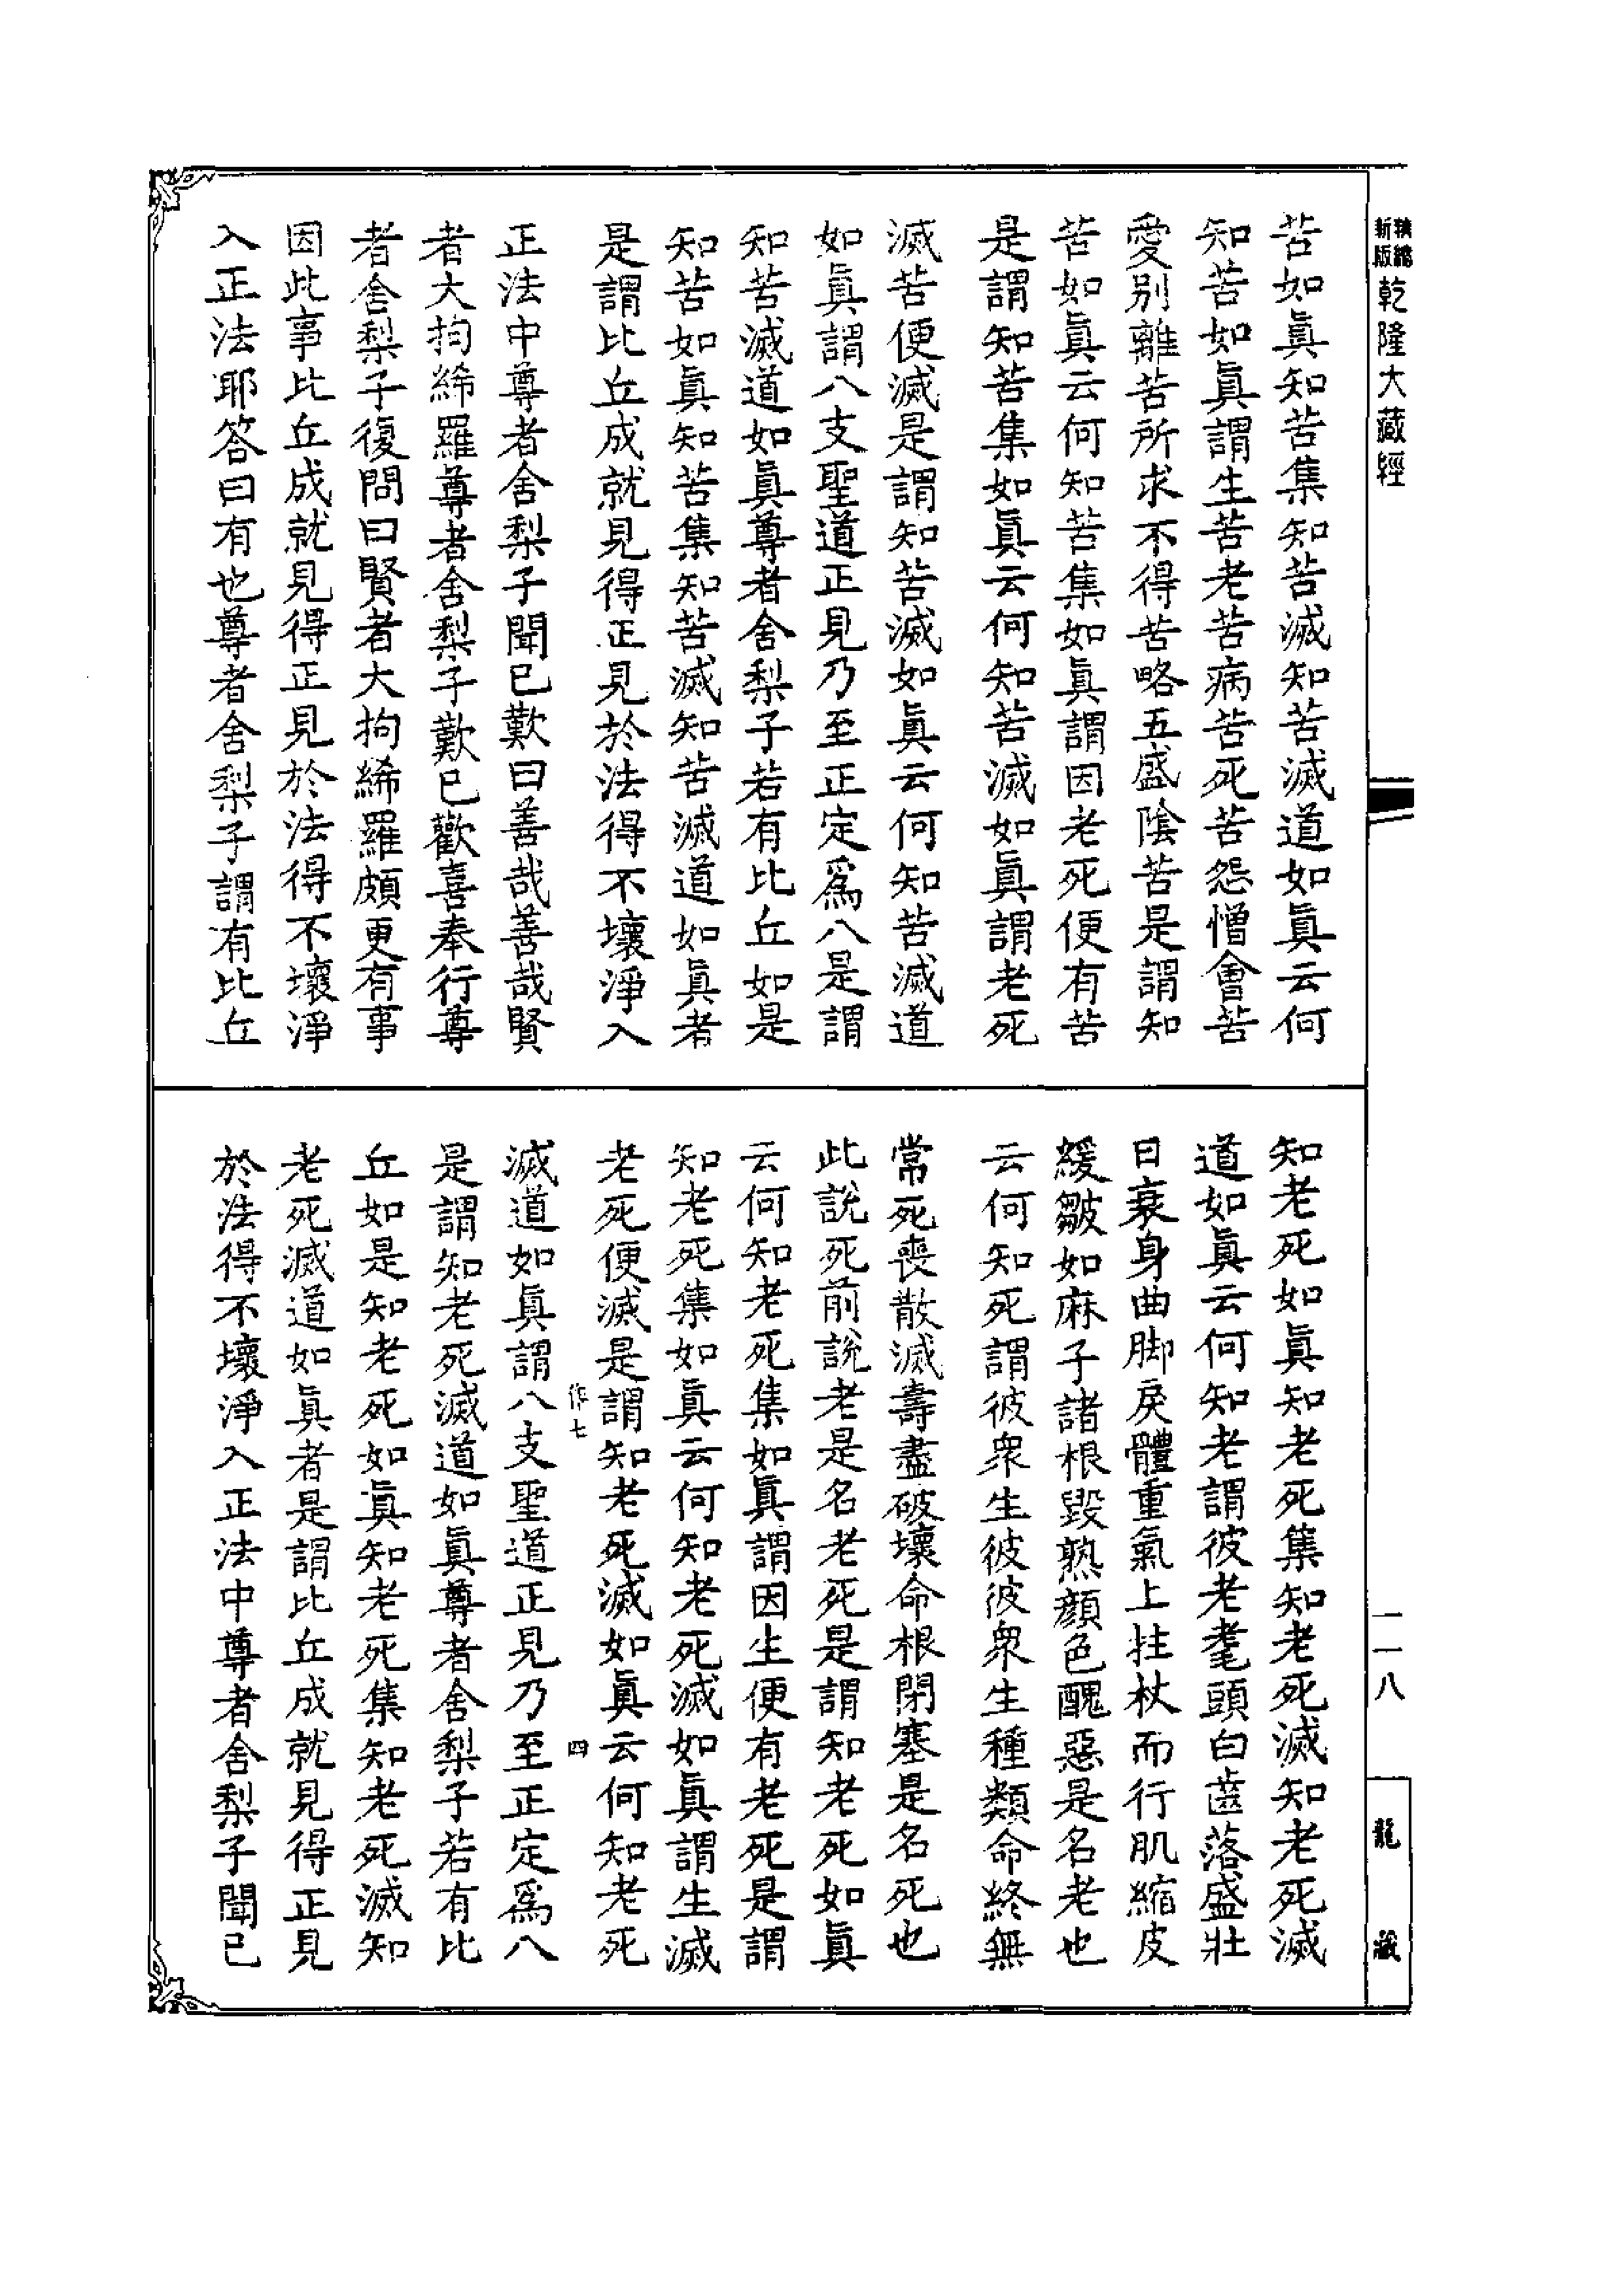 新版精縮乾隆大藏經
苦如眞知苦集知苦滅知苦滅道如眞云何
知苦如眞謂生苦老苦病苦死苦怨憎會苦
愛別離苦所求不得苦略五盛陰苦是謂知
苦如眞云何知苦集如眞謂因老死便有苦
是謂知苦集如眞云何知苦滅如眞謂老死
滅苦便滅是謂知苦滅如眞云何知苦滅道
如眞謂八支聖道正見乃至正定爲八是謂
知苦滅道如眞尊者舍梨子若有比丘如是
知苦如眞知苦集知苦滅知苦滅道如眞者
是謂比丘成就見得正見於法得不壞淨入
正法中尊者舍梨子聞已歎曰善哉善哉賢
者大拘絺羅尊者舍梨子歎已歡喜奉行尊
者舍梨子復問曰賢者大拘絺羅頗更有事
因此事比丘成就見得正見於法得不壞淨
入正法耶答曰有也尊者舍梨子謂有比丘
知老死如眞知老死集知老死滅知老死滅
道如眞云何知老謂彼老耄頭白齒落盛壯
日衰身曲脚戾體重氣上拄杖而行肌縮皮
緩皺如麻子諸根毀熟顏色醜惡是名老也
云何知死謂彼衆生彼彼衆生種類命終無
常死喪散滅壽盡破壞命根閉塞是名死也
此說死前說老是名老死是謂知老死如眞
云何知老死集如眞謂因生便有老死是謂
知老死集如眞云何知老死滅如眞謂生滅
老死便滅是謂知老死滅如眞云何知老死
作七 四
滅道如眞謂八支聖道正見乃至正定爲八
是謂知老死滅道如眞尊者舍梨子若有比
丘如是知老死如眞知老死集知老死滅知
老死滅道如眞者是謂比丘成就見得正見
於法得不壞淨入正法中尊者舍梨子聞已
一一八
龍藏